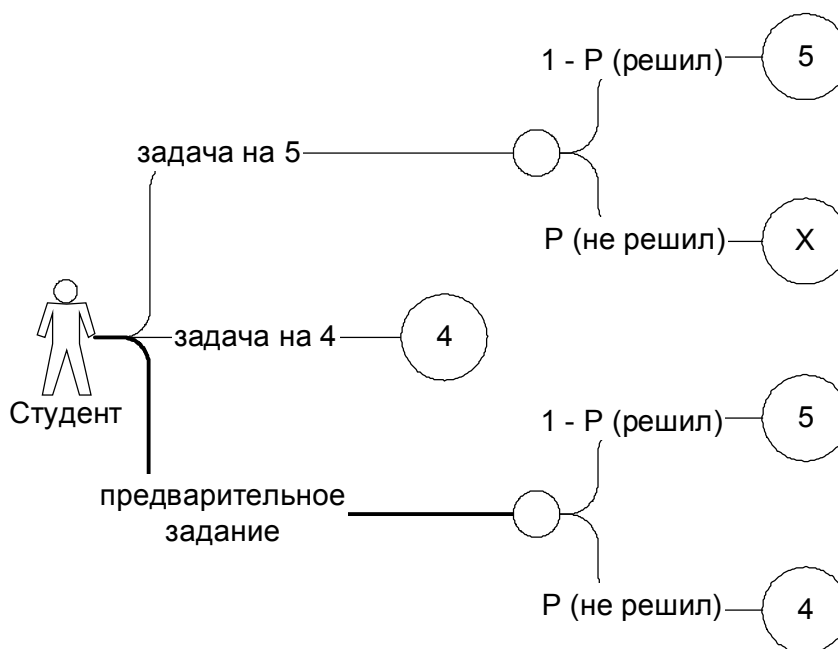 1 - P (решил)
5
задача на 5
P (не решил)
X
задача на 4
4
Студент
1 - P (решил)
5
предварительное
задание
P (не решил)
4